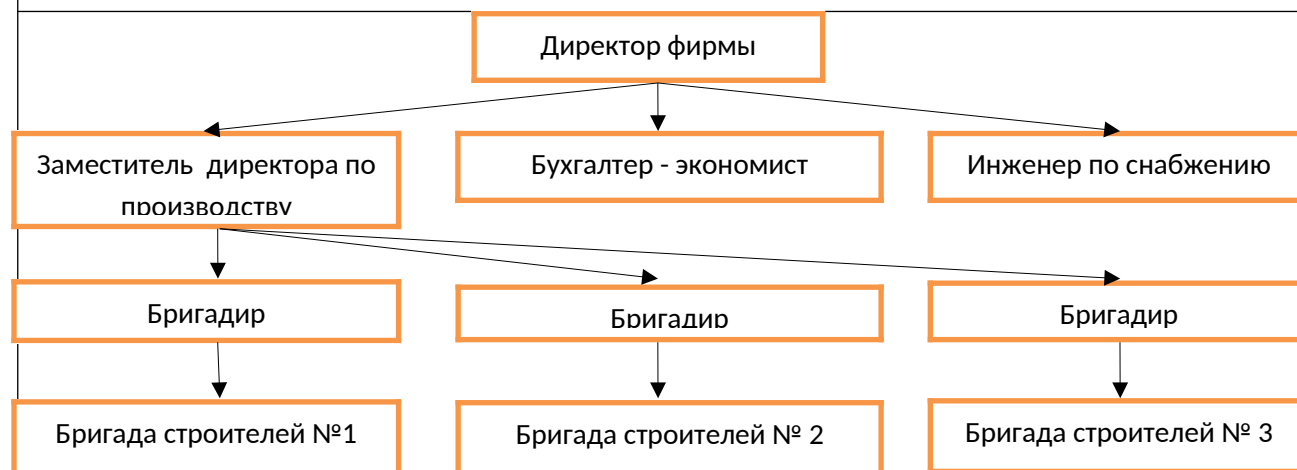 Директор фирмы
Заместитель директора по
производству
Бухгалтер - экономист
Инженер по снабжению
Бригадир
Бригадир
Бригадир
Бригада строителей №1
Бригада строителей № 2
Бригада строителей № 3